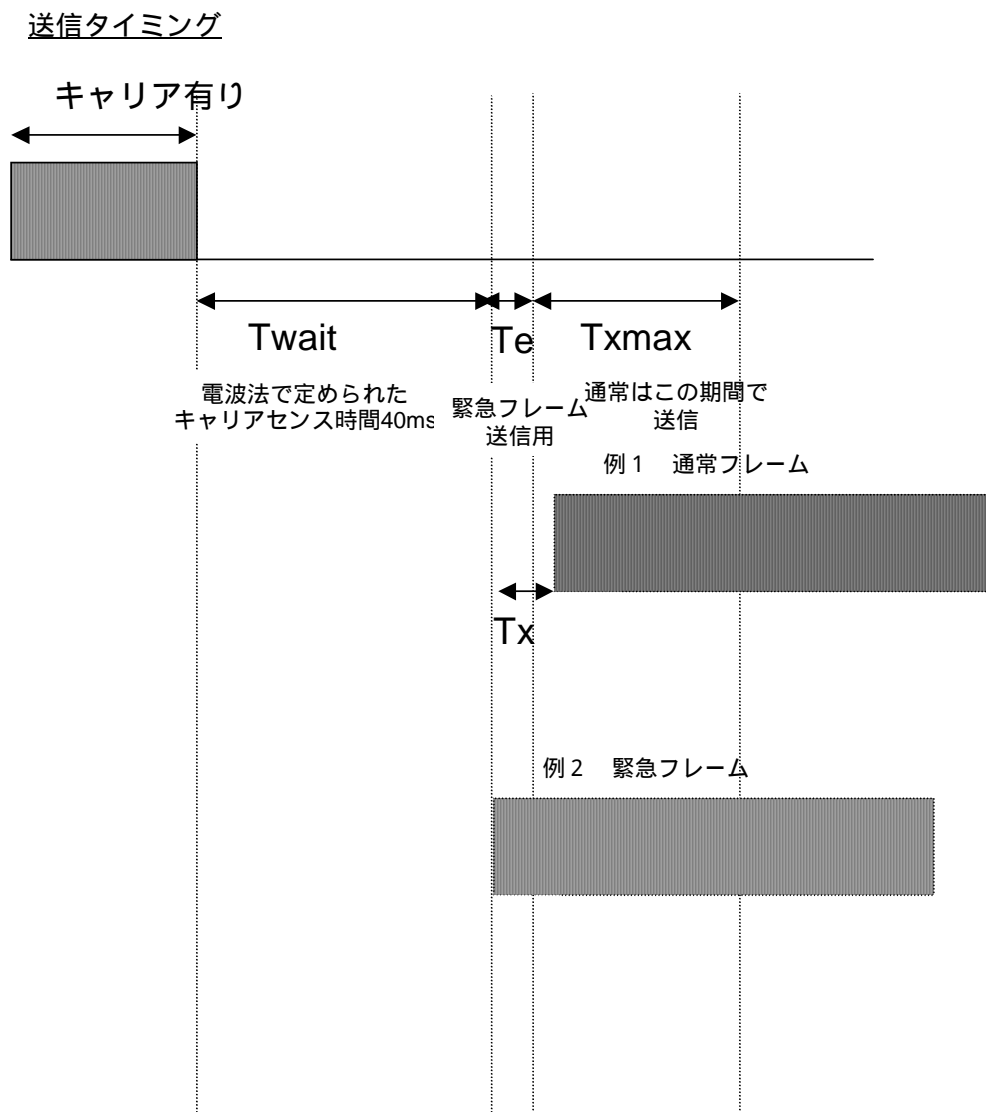 送信タイミング
キャリア有り
Twait
Te
Txmax
電波法で定められた
キャリアセンス時間40ms
緊急フレーム
送信用
通常はこの期間で
送信
例1　通常フレーム
Tx
例2　緊急フレーム